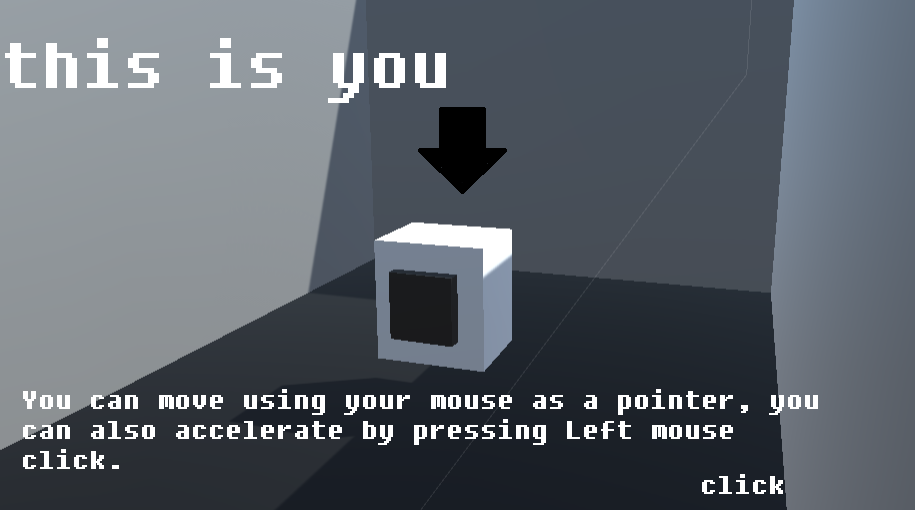 this is you
You can move using your mouse as a pointer, you
can also accelerate by pressing Left mouse
click.
click